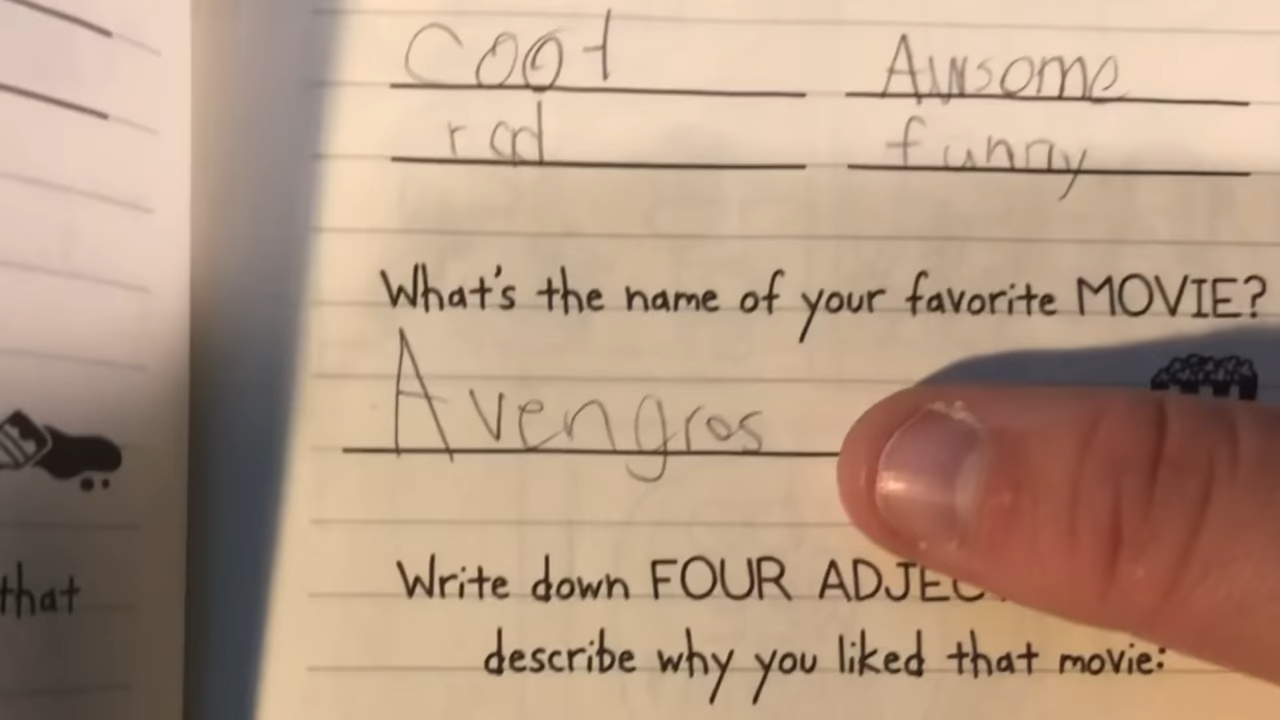 cool Awsome
rad funny
What's the name of your favorite MOVIE?
Avengros
Write down FOUR
that
describe why you liked that movie: